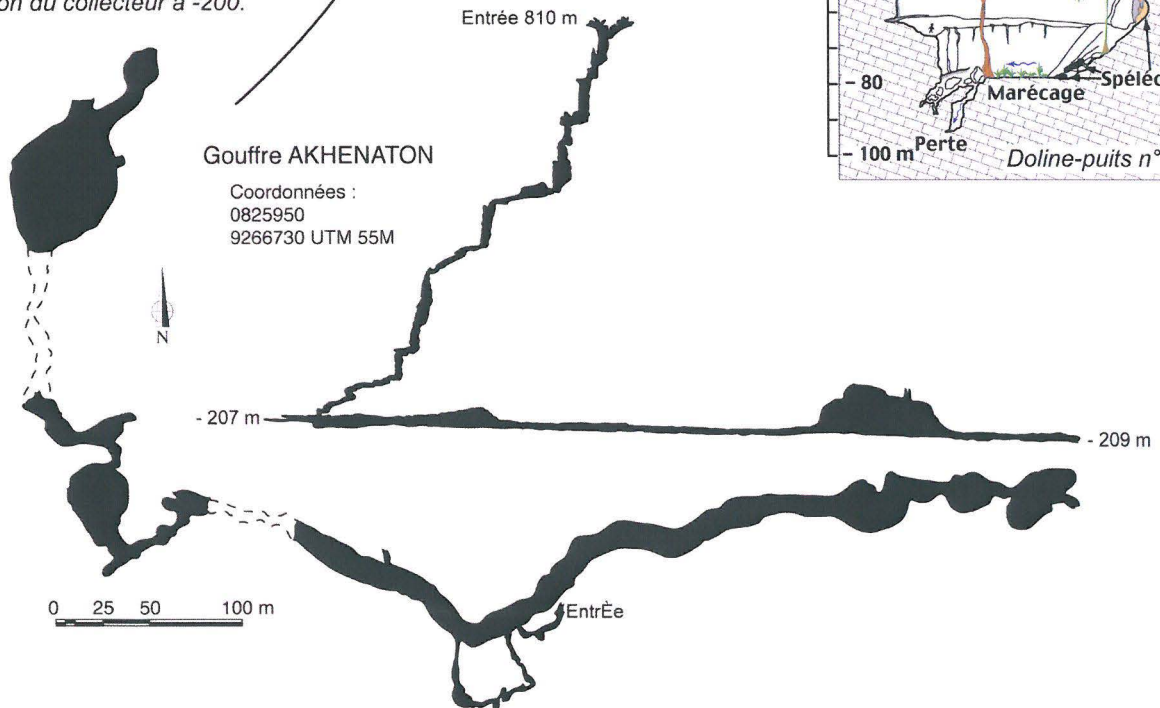 on du collecteur à -200.
Entrée 810 m
Gouffre AKHENATON
Coordonnées :
0825950
9266730 UTM 55M
N
- 207 m
- 209 m
0 25 50 100 m
EntrÈe
- 80
Marécage
Spéléo
Perte
- 100 m
Doline-puits n°